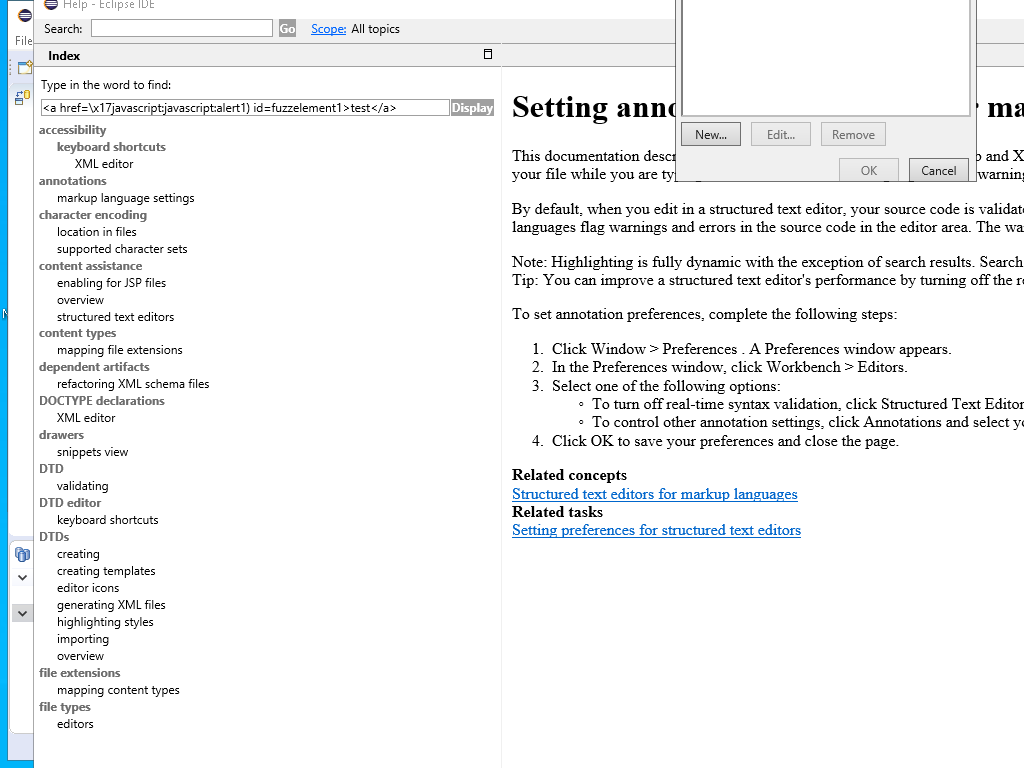 Help - Eclipse IDE
File
Search:
Go
Scope: All topics
Index
Type in the word to find:
<a href=\x17javascript:javascript:alert1) id=fuzzelement1>test</a>
Display
accessibility
keyboard shortcuts
XML editor
annotations
markup language settings
character encoding
location in files
supported character sets
content assistance
enabling for JSP files
overview
structured text editors
content types
mapping file extensions
dependent artifacts
refactoring XML schema files
DOCTYPE declarations
XML editor
drawers
snippets view
DTD
validating
DTD editor
keyboard shortcuts
DTDs
creating
creating templates
editor icons
generating XML files
highlighting styles
importing
overview
file extensions
mapping content types
file types
editors
New...
Edit...
Remove
OK
Cancel
Setting anno
r ma
This documentation descr
b and X
your file while you are ty
warning
By default, when you edit in a structured text editor, your source code is validate
languages flag warnings and errors in the source code in the editor area. The wa
Note: Highlighting is fully dynamic with the exception of search results. Search
Tip: You can improve a structured text editor's performance by turning off the re
To set annotation preferences, complete the following steps:
1. Click Window > Preferences . A Preferences window appears.
2. In the Preferences window, click Workbench > Editors.
3. Select one of the following options:
◦ To turn off real-time syntax validation, click Structured Text Editor
◦ To control other annotation settings, click Annotations and select yo
4. Click OK to save your preferences and close the page.
Related concepts
Structured text editors for markup languages
Related tasks
Setting preferences for structured text editors